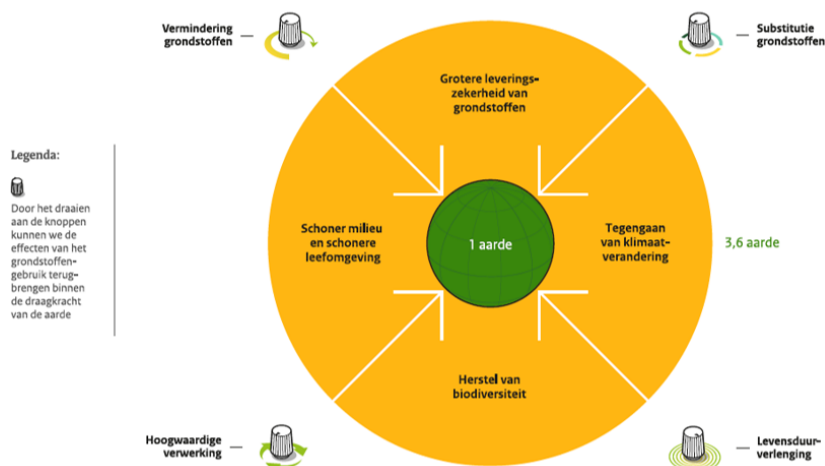 Vermindering
grondstoffen
Substitutie
grondstoffen
Grotere leverings-
zekerheid van
grondstoffen
Legenda:
Door het draaien
aan de knoppen
kunnen we de
effecten van het
grondstoffen-
gebruik terug-
brengen binnen
de draagkracht
van de aarde
Schoner milieu
en schonere
leefomgeving
1 aarde
Tegengaan
van klimaat-
verandering
3,6 aarde
Herstel van
biodiversiteit
Hoogwaardige
verwerking
Levensduur-
verlenging